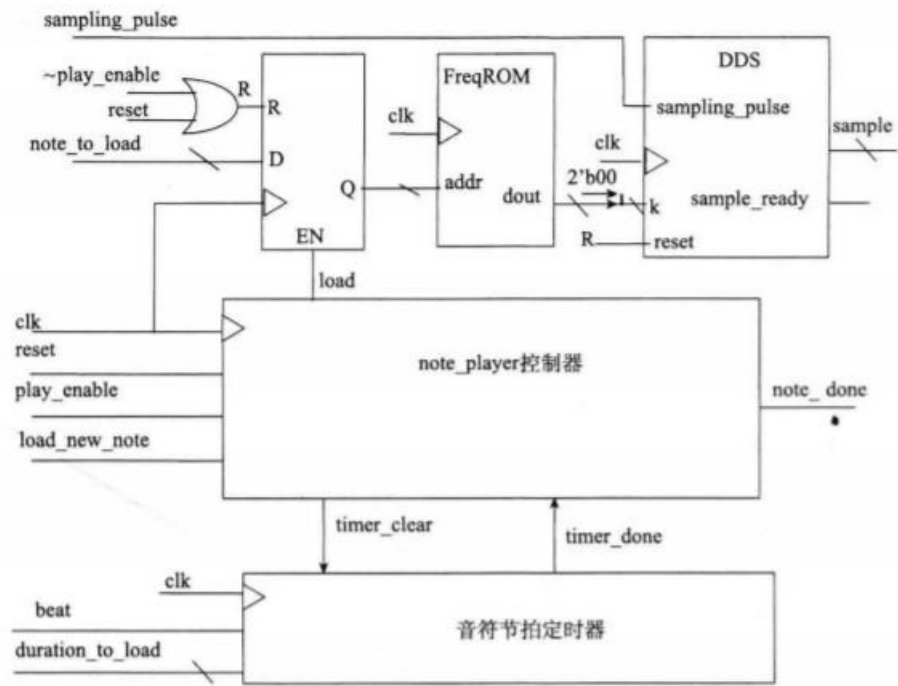 sampling_pulse
~play_enable
reset
note_to_load
R
R
D
Q
EN
load
FreqROM
clk
addr
dout
2'b00
DDS
sampling_pulse
clk
k
sample_ready
R
reset
sample
clk
reset
play_enable
load_new_note
note_player控制器
note_ done
timer_clear
timer_done
clk
beat
duration_to_load
音符节拍定时器